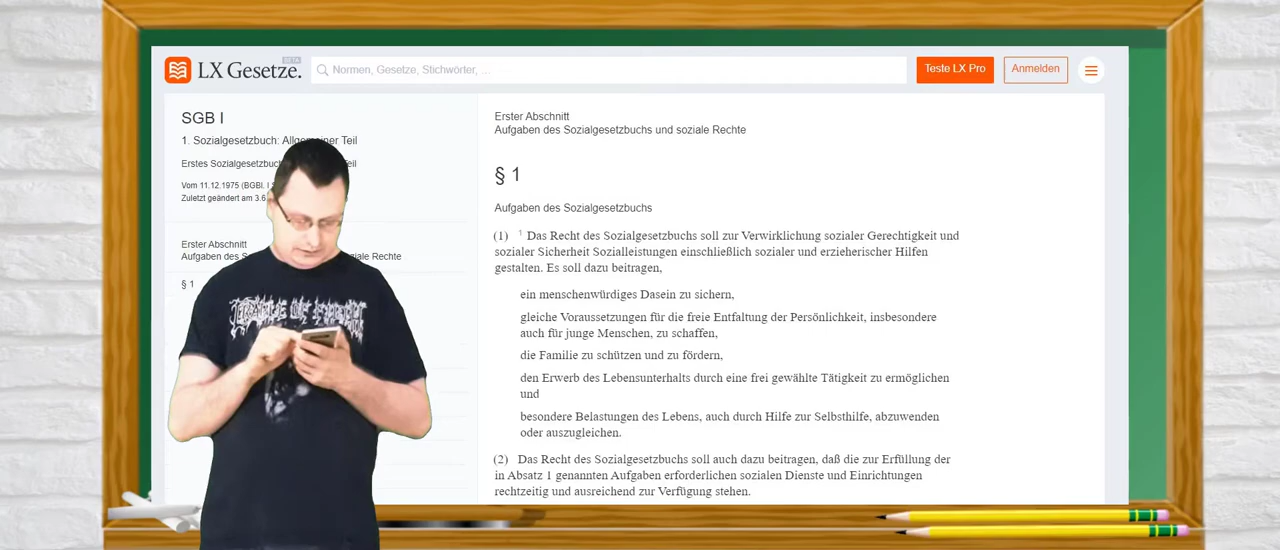 LX Gesetze.
BETA
Normen, Gesetze, Stichwörter, ...
Teste LX Pro
Anmelden
SGB I
1. Sozialgesetzbuch: Allgemeiner Teil
Erstes Sozialgesetzbuch Teil
Vom 11.12.1975 (BGBl. I
Zuletzt geändert am 3.6
Erster Abschnitt
Aufgaben des soziale Rechte
§ 1
Erster Abschnitt
Aufgaben des Sozialgesetzbuchs und soziale Rechte
§ 1
Aufgaben des Sozialgesetzbuchs
(1) 1 Das Recht des Sozialgesetzbuchs soll zur Verwirklichung sozialer Gerechtigkeit und
sozialer Sicherheit Sozialleistungen einschließlich sozialer und erzieherischer Hilfen
gestalten. Es soll dazu beitragen,
ein menschenwürdiges Dasein zu sichern,
gleiche Voraussetzungen für die freie Entfaltung der Persönlichkeit, insbesondere
auch für junge Menschen, zu schaffen,
die Familie zu schützen und zu fördern,
den Erwerb des Lebensunterhalts durch eine frei gewählte Tätigkeit zu ermöglichen
und
besondere Belastungen des Lebens, auch durch Hilfe zur Selbsthilfe, abzuwenden
oder auszugleichen.
(2) Das Recht des Sozialgesetzbuchs soll auch dazu beitragen, daß die zur Erfüllung der
in Absatz 1 genannten Aufgaben erforderlichen sozialen Dienste und Einrichtungen
rechtzeitig und ausreichend zur Verfügung stehen.
CRADLE OF FILTH